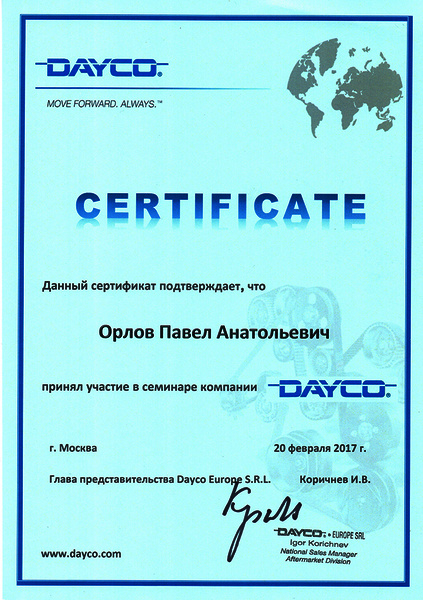 DAYCO®
MOVE FORWARD. ALWAYS.™
CERTIFICATE
Данный сертификат подтверждает, что
Орлов Павел Анатольевич
принял участие в семинаре компании DAYCO®
г. Москва 20 февраля 2017 г.
Глава представительства Dayco Europe S.R.L. Коричнев И.В.
DAYCO® • EUROPE SRL
Igor Korichnev
National Sales Manager
Aftermarket Division
www.dayco.com